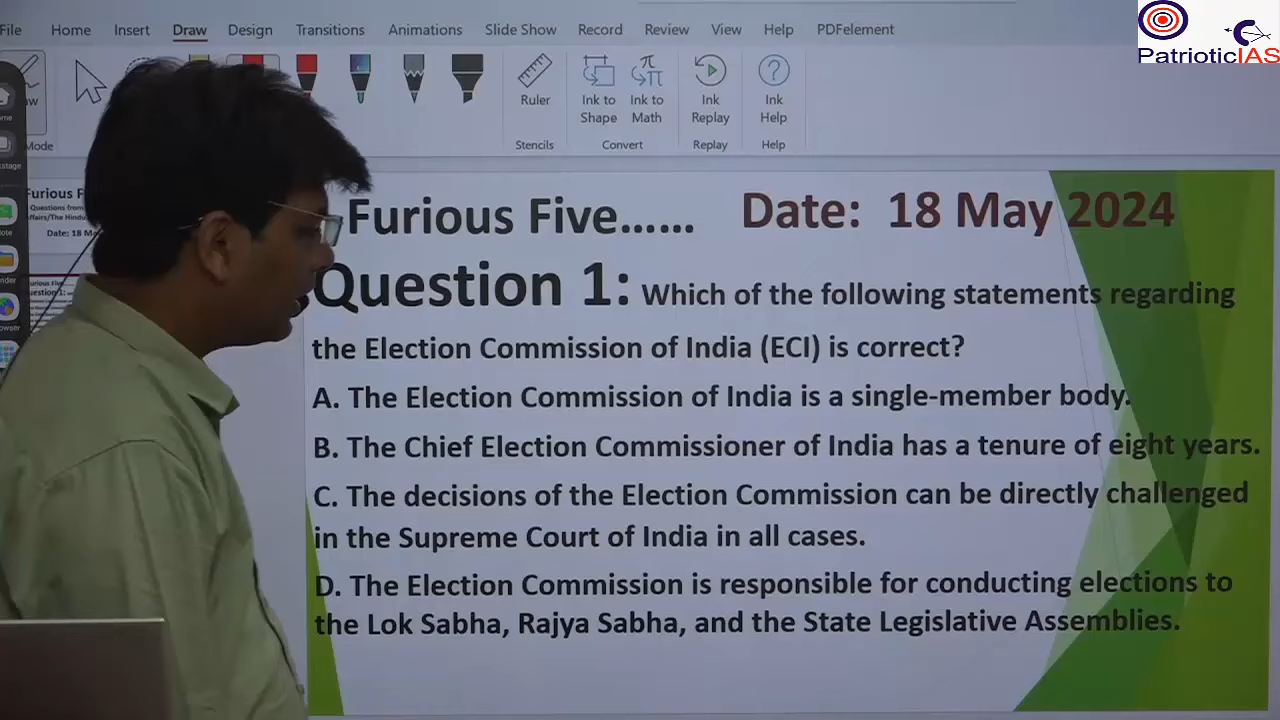 File Home Insert Draw Design Transitions Animations Slide Show Record Review View Help PDFelement
PatrioticIAS
Ruler
Ink to Shape
Ink to Math
Ink Replay
Ink Help
Mode
Stencils Convert Replay Help
Furious Five...... Date: 18 May 2024
Question 1: Which of the following statements regarding
the Election Commission of India (ECI) is correct?
A. The Election Commission of India is a single-member body.
B. The Chief Election Commissioner of India has a tenure of eight years.
C. The decisions of the Election Commission can be directly challenged
in the Supreme Court of India in all cases.
D. The Election Commission is responsible for conducting elections to
the Lok Sabha, Rajya Sabha, and the State Legislative Assemblies.